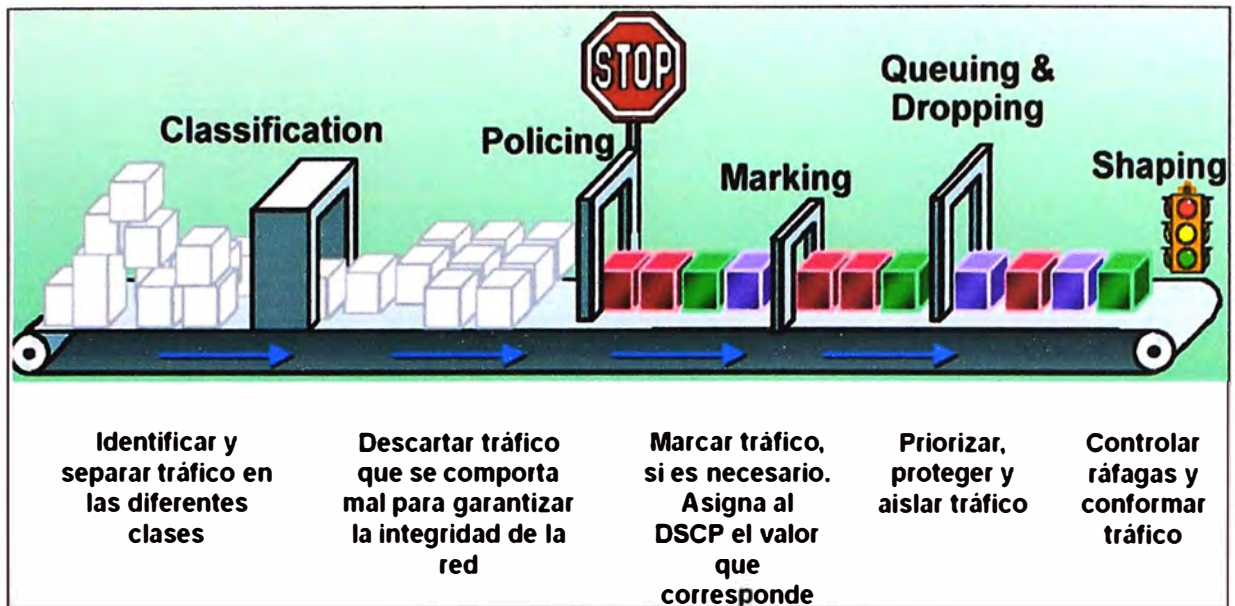 STOP
Queuing &
Dropping
Classification
Policing
Marking
Shaping
Identificar y
separar tráfico en
las diferentes
clases
Descartar tráfico
que se comporta
mal para garantizar
la integridad de la
red
Marcar tráfico,
si es necesario.
Asigna al
DSCP el valor
que
corresponde
Priorizar,
proteger y
aislar tráfico
Controlar
ráfagas y
conformar
tráfico